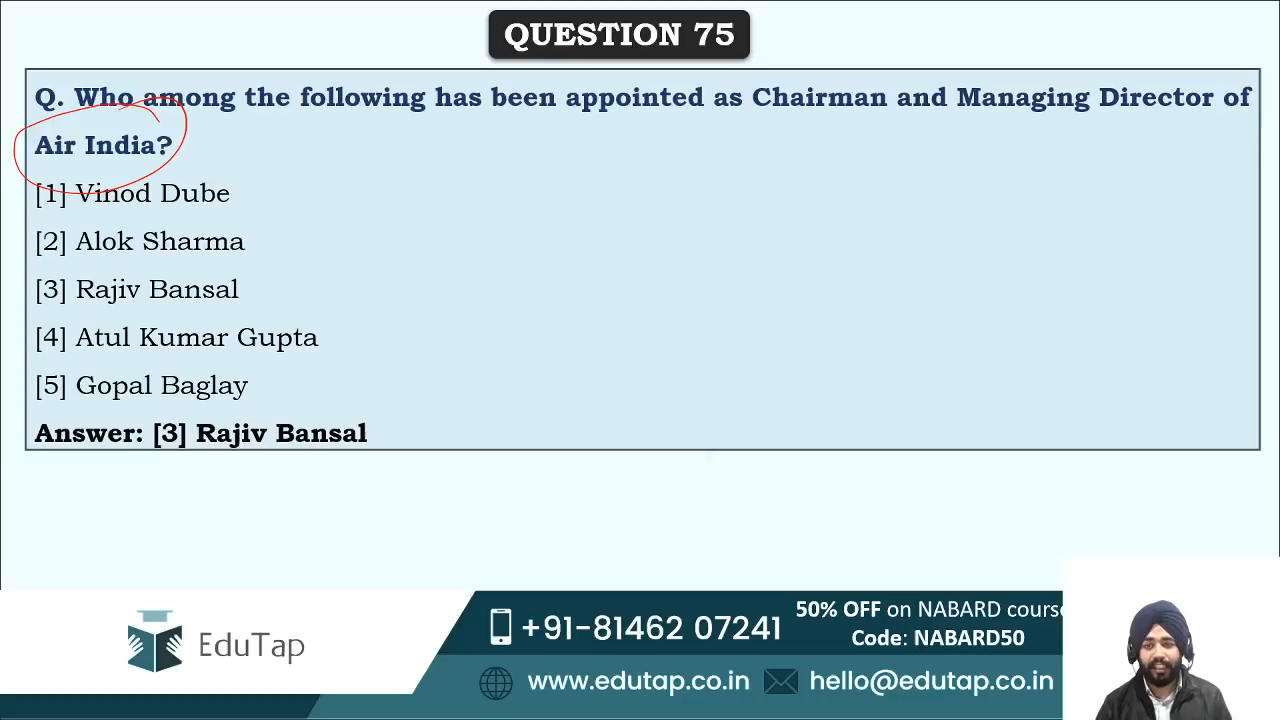 QUESTION 75
Q. Who among the following has been appointed as Chairman and Managing Director of
Air India?
[1] Vinod Dube
[2] Alok Sharma
[3] Rajiv Bansal
[4] Atul Kumar Gupta
[5] Gopal Baglay
Answer: [3] Rajiv Bansal
EduTap
+91-81462 07241
50% OFF on NABARD course
Code: NABARD50
www.edutap.co.in
hello@edutap.co.in